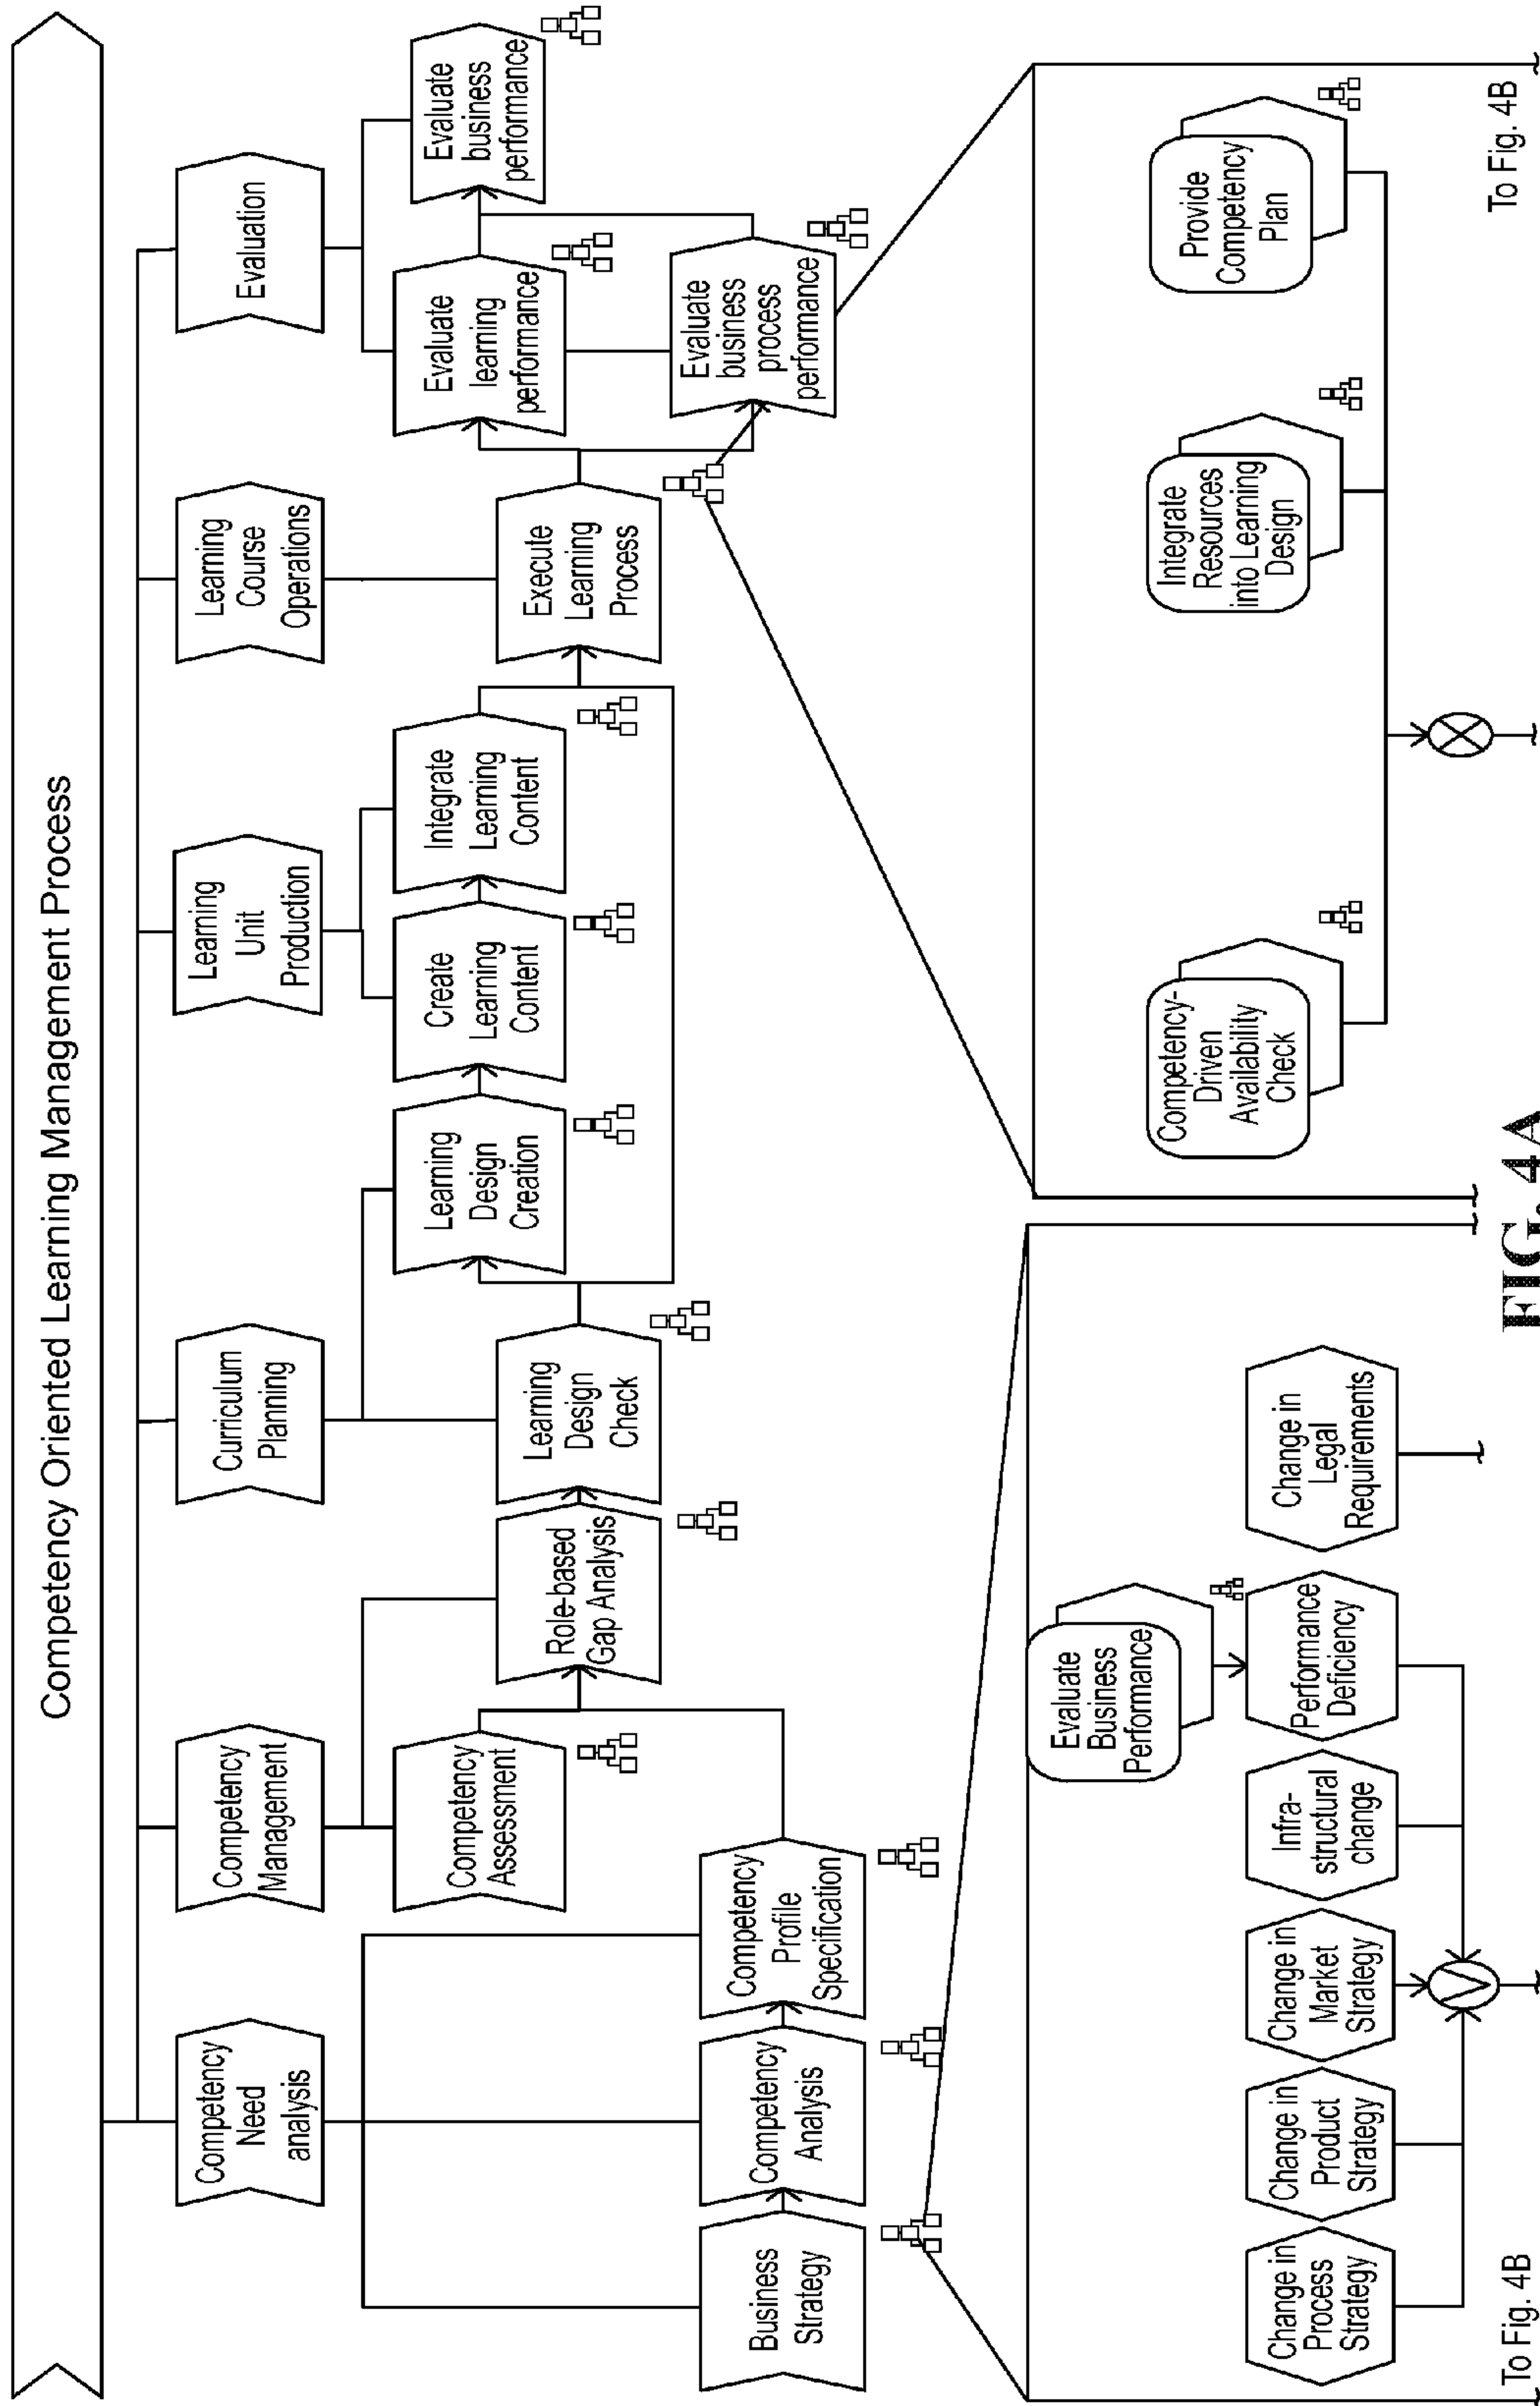 Competency Oriented Learning Management Process
Competency
Need
analysis
Competency
Management
Curriculum
Planning
Learning
Unit
Production
Learning
Course
Operations
Evaluation
Business
Strategy
Competency
Analysis
Competency
Profile
Specification
Competency
Assessment
Role-based
Gap Analysis
Learning
Design
Check
Learning
Design
Creation
Create
Learning
Content
Integrate
Learning
Content
Execute
Learning
Process
Evaluate
learning
performance
Evaluate
business
process
performance
Evaluate
business
performance
Change in
Process
Strategy
Change in
Product
Strategy
Change in
Market
Strategy
Infra-
structural
change
Evaluate
Business
Performance
Performance
Deficiency
Change in
Legal
Requirements
Competency-
Driven
Availability
Check
Integrate
Resources
into Learning
Design
Provide
Competency
Plan
V
To Fig. 4B
FIG. 4A
To Fig. 4B